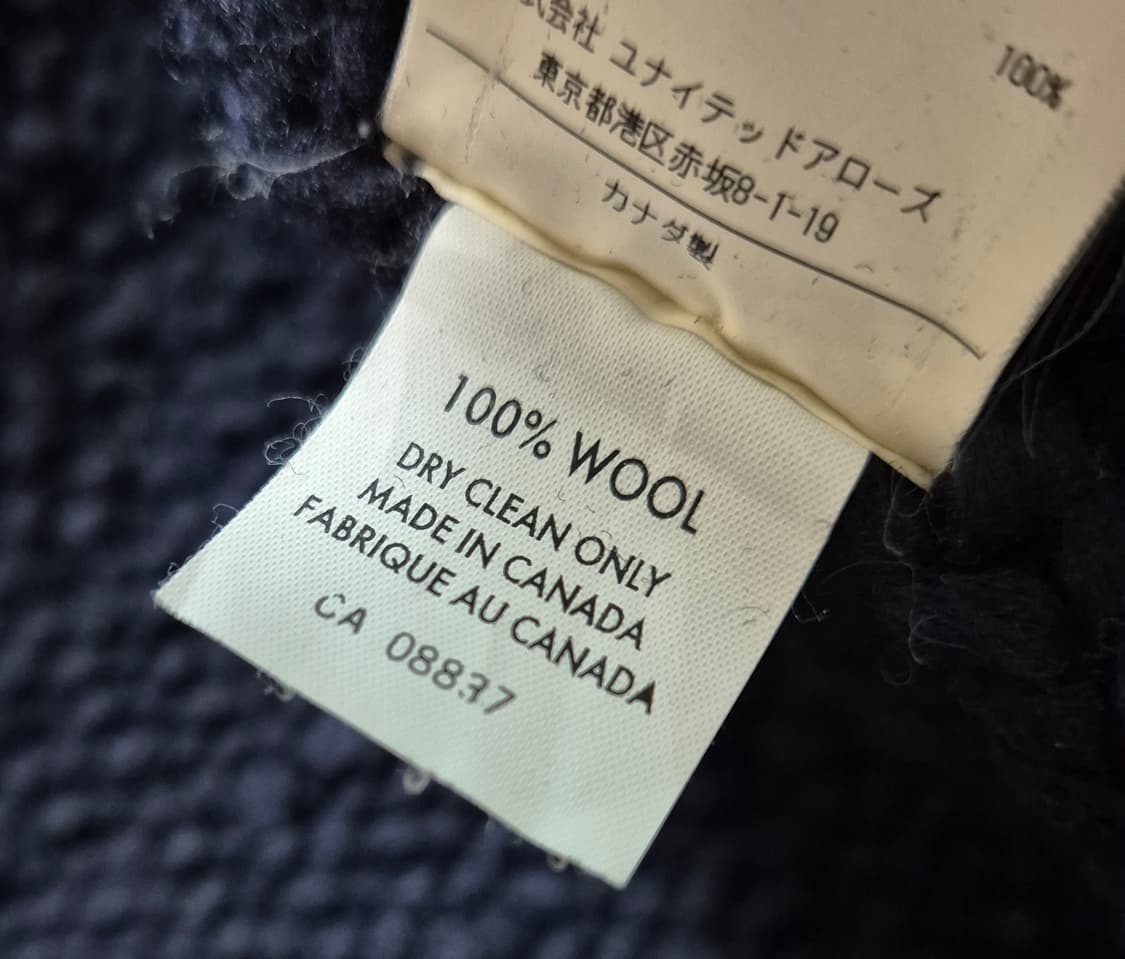 式会社 ユナイテッドアローズ
100%
東京都港区赤坂8-1-19
カナダ製
100% WOOL
DRY CLEAN ONLY
MADE IN CANADA
FABRIQUE AU CANADA
CA 08837